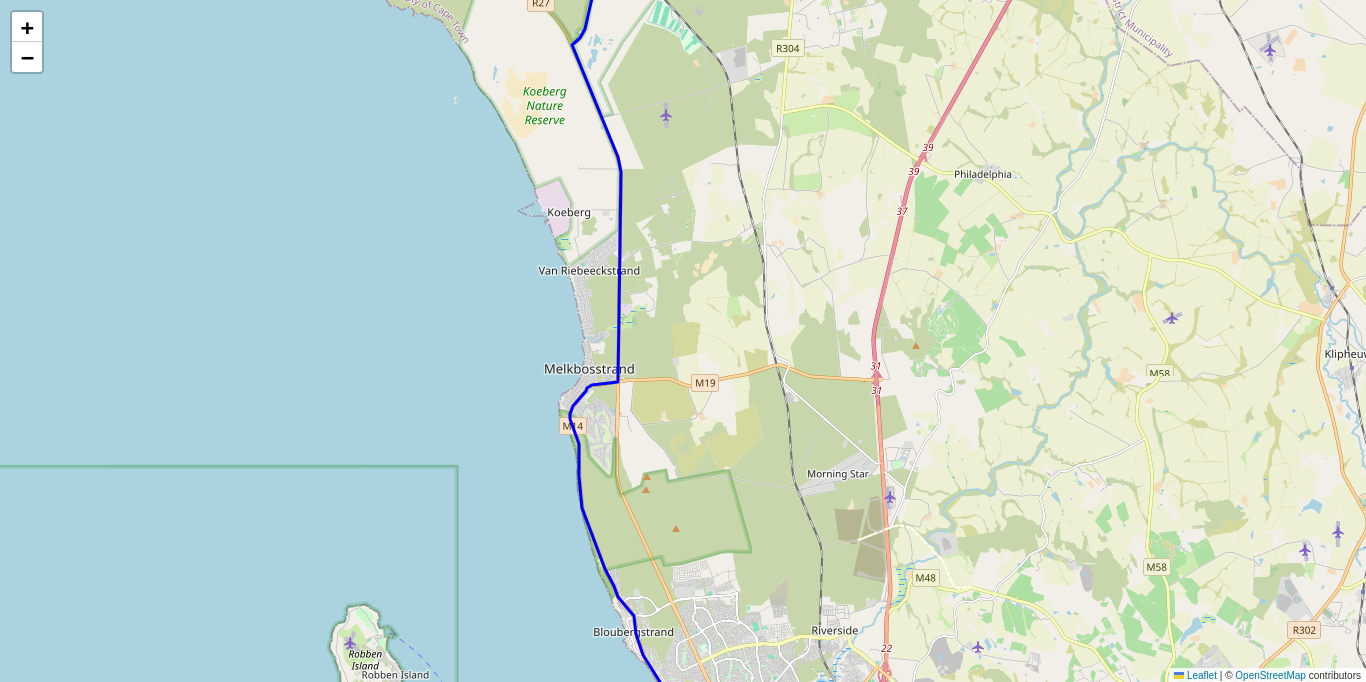 +
−
R27
City of Cape Town
District Municipality
R304
Koeberg
Nature
Reserve
39
39
Philadelphia
37
Koeberg
Van Riebeeckstrand
Melkbosstrand
M19
31
31
M58
M14
Morning Star
M48
M58
Bloubergstrand
Riverside
R302
22
Robben
Island
Robben Island
Leaflet | © OpenStreetMap contributors